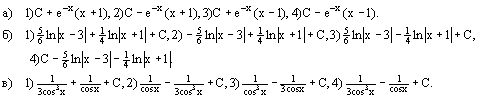 а) 1)C + e^{-x}(x +1), 2)C − e^{-x}(x +1), 3)C + e^{-x}(x −1), 4)C − e^{-x}(x −1).
б) 1) 5/6 ln|x −3| + 1/4 ln|x +1| + C, 2) − 5/6 ln|x −3| + 1/4 ln|x +1| + C, 3) 5/6 ln|x −3| − 1/4 ln|x +1| + C,
4)C − 5/6 ln|x −3| − 1/4 ln|x +1|.
в) 1) 1/(3cos³x) + 1/cosx + C, 2) 1/cosx − 1/(3cos³x) + C, 3) 1/cos³x − 1/(3cosx) + C, 4) 1/(3cos³x) − 1/cosx + C.